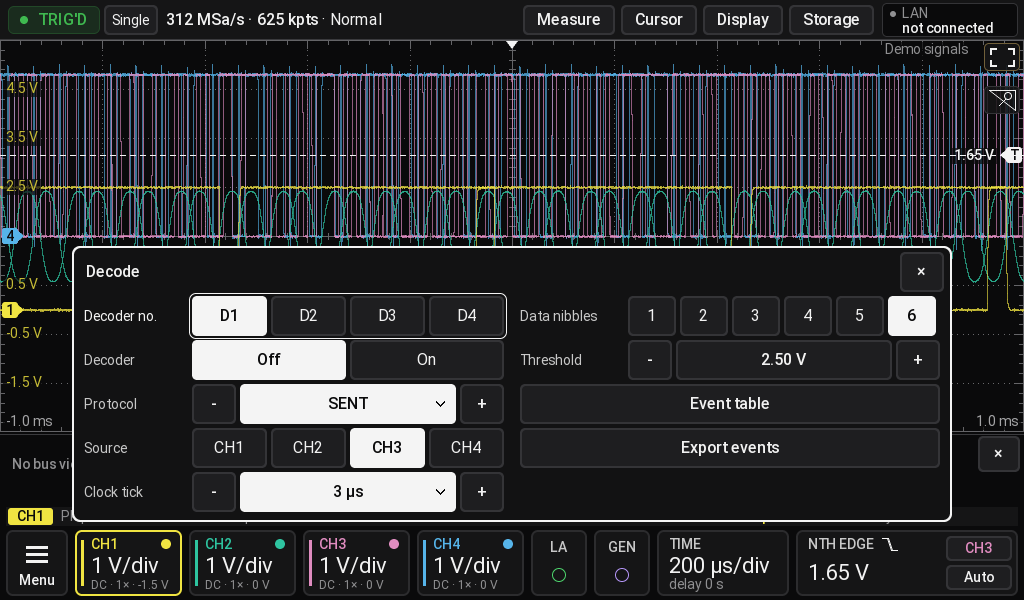 TRIG'D Single 312 MSa/s · 625 kpts · Normal Measure Cursor Display Storage LAN not connected
Demo signals
4.5 V
3.5 V
1.65 V T
2.5 V
4
Decode ×
0.5 V
Decoder no. D1 D2 D3 D4 Data nibbles 1 2 3 4 5 6
1
-0.5 V
Decoder Off On Threshold - 2.50 V +
-1.5 V
Protocol - SENT + Event table
-1.0 ms 1.0 ms
Source CH1 CH2 CH3 CH4 Export events
No bus ×
Clock tick - 3 µs +
CH1
Menu
CH1 1 V/div DC · 1× · -1.5 V
CH2 1 V/div DC · 1× · 0 V
CH3 1 V/div DC · 1× · 0 V
CH4 1 V/div DC · 1× · 0 V
LA
GEN
TIME 200 µs/div delay 0 s
NTH EDGE 1.65 V CH3 Auto